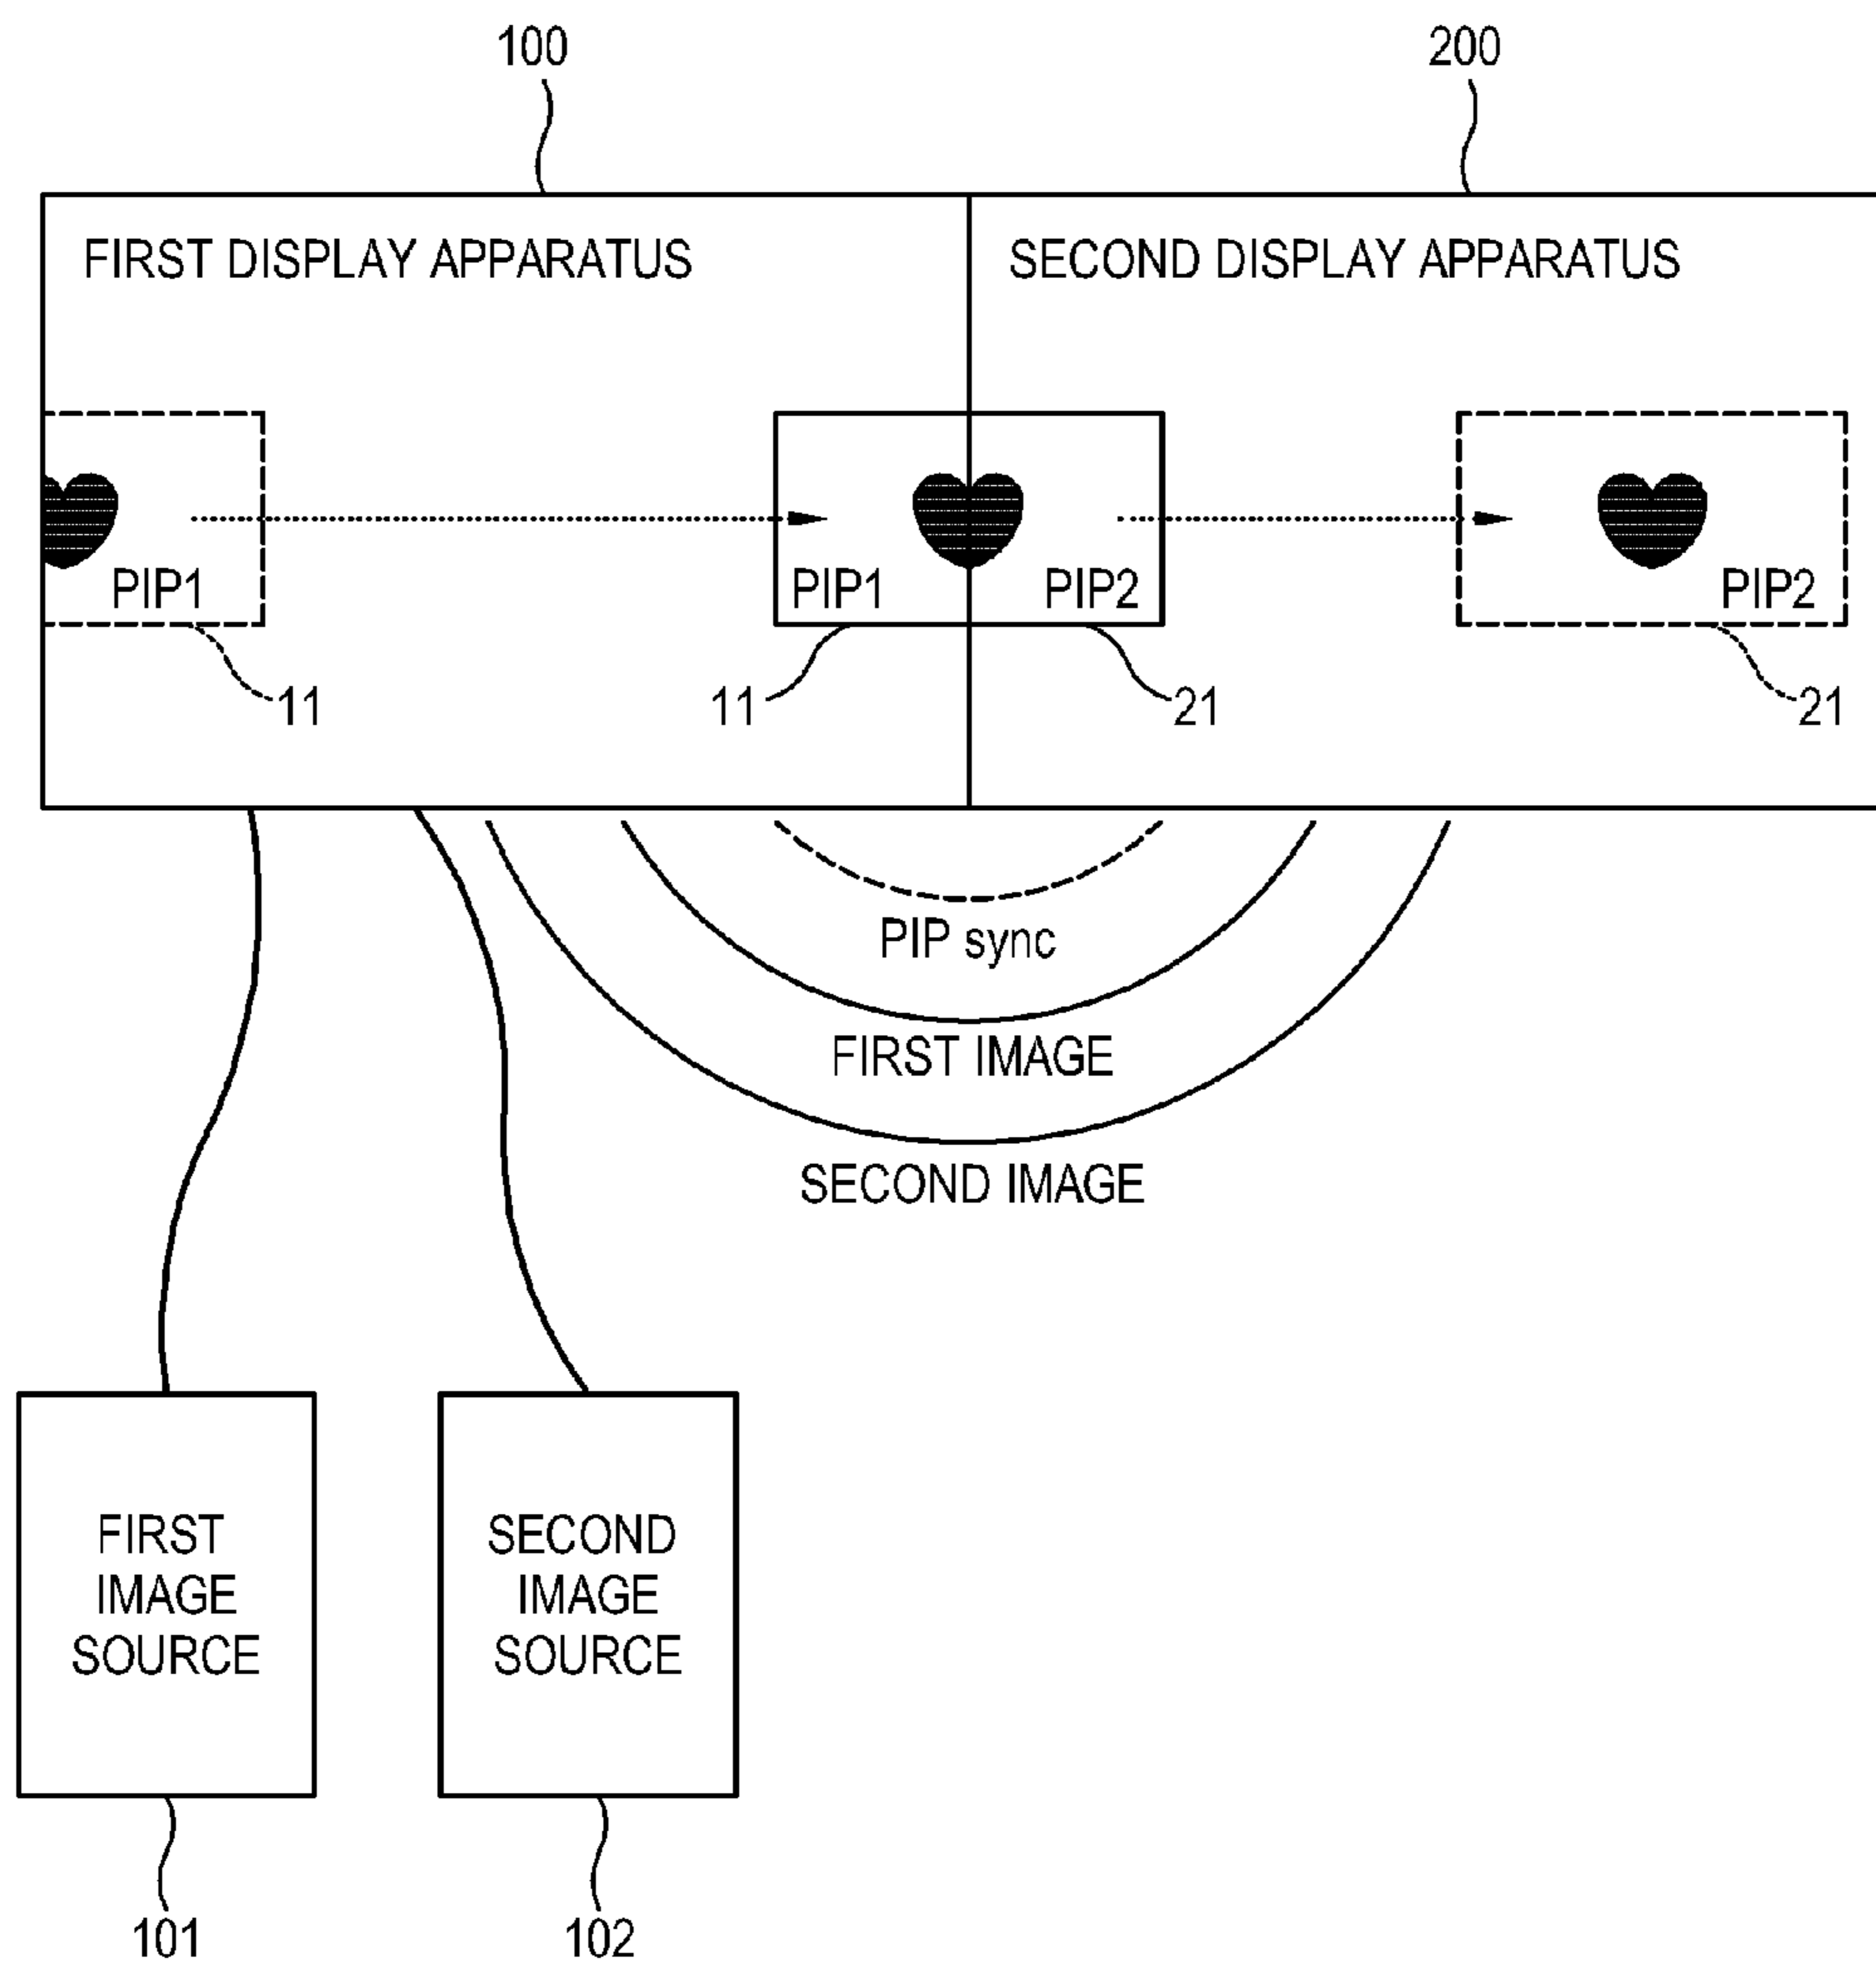 100
200
FIRST DISPLAY APPARATUS
SECOND DISPLAY APPARATUS
PIP1
PIP1
PIP2
PIP2
11
11
21
21
PIP sync
FIRST IMAGE
SECOND IMAGE
FIRST
IMAGE
SOURCE
SECOND
IMAGE
SOURCE
101
102